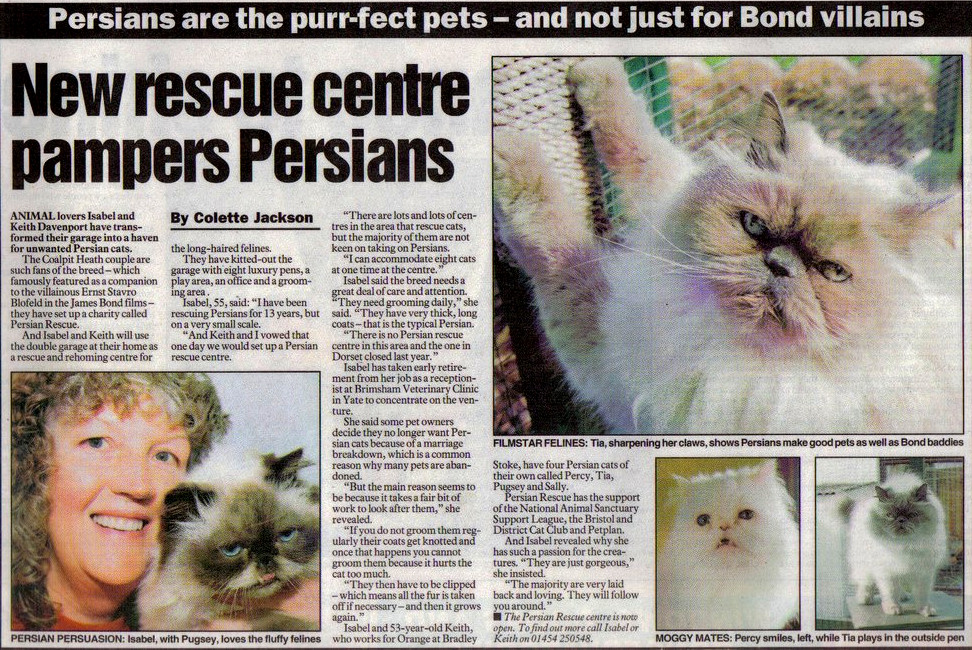 Persians are the purr-fect pets – and not just for Bond villains
New rescue centre
pampers Persians
ANIMAL lovers Isabel and
Keith Davenport have trans-
formed their garage into a haven
for unwanted Persian cats.
The Coalpit Heath couple are
such fans of the breed – which
famously featured as a companion
to the villainous Ernst Stavro
Blofeld in the James Bond films –
they have set up a charity called
Persian Rescue.
And Isabel and Keith will use
the double garage at their home as
a rescue and rehoming centre for
By Colette Jackson
the long-haired felines.
They have kitted-out the
garage with eight luxury pens, a
play area, an office and a groom-
ing area .
Isabel, 55, said: “I have been
rescuing Persians for 13 years, but
on a very small scale.
“And Keith and I vowed that
one day we would set up a Persian
rescue centre.
“There are lots and lots of cen-
tres in the area that rescue cats,
but the majority of them are not
keen on taking on Persians.
“I can accommodate eight cats
at one time at the centre.”
Isabel said the breed needs a
great deal of care and attention.
“They need grooming daily,” she
said. “They have very thick, long
coats – that is the typical Persian.
“There is no Persian rescue
centre in this area and the one in
Dorset closed last year.”
Isabel has taken early retire-
ment from her job as a reception-
ist at Brimsham Veterinary Clinic
in Yate to concentrate on the ven-
ture.
She said some pet owners
decide they no longer want Per-
sian cats because of a marriage
breakdown, which is a common
reason why many pets are aban-
doned.
“But the main reason seems to
be because it takes a fair bit of
work to look after them,” she
revealed.
“If you do not groom them reg-
ularly their coats get knotted and
once that happens you cannot
groom them because it hurts the
cat too much.
“They then have to be clipped
– which means all the fur is taken
off if necessary – and then it grows
again.”
Isabel and 53-year-old Keith,
who works for Orange at Bradley
Stoke, have four Persian cats of
their own called Percy, Tia,
Pugsey and Sally.
Persian Rescue has the support
of the National Animal Sanctuary
Support League, the Bristol and
District Cat Club and Petplan.
And Isabel revealed why she
has such a passion for the crea-
tures. “They are just gorgeous,”
she insisted.
“The majority are very laid
back and loving. They will follow
you around.”
■ The Persian Rescue centre is now
open. To find out more call Isabel or
Keith on 01454 250548.
FILMSTAR FELINES: Tia, sharpening her claws, shows Persians make good pets as well as Bond baddies
PERSIAN PERSUASION: Isabel, with Pugsey, loves the fluffy felines
MOGGY MATES: Percy smiles, left, while Tia plays in the outside pen